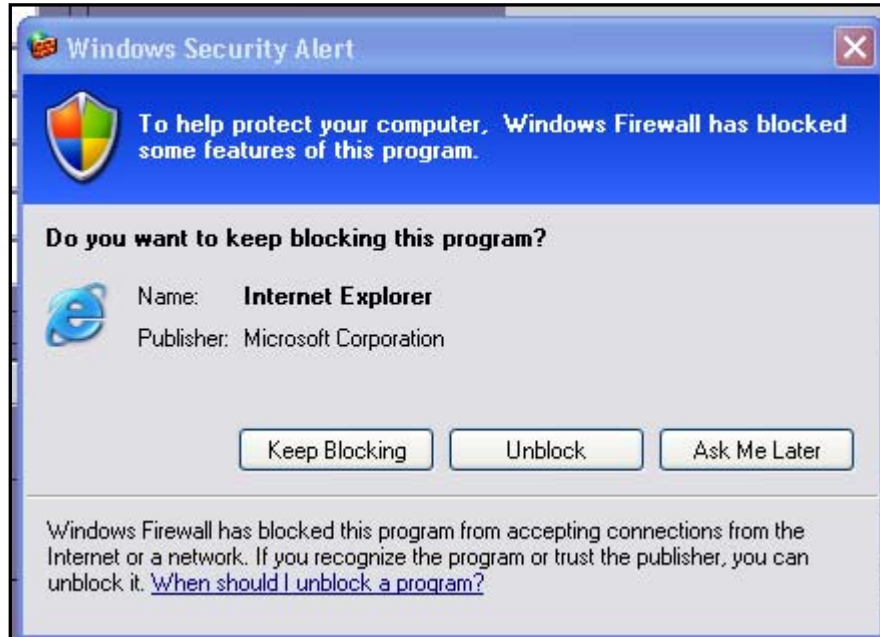 Windows Security Alert
To help protect your computer, Windows Firewall has blocked
some features of this program.
Do you want to keep blocking this program?
Name: Internet Explorer
Publisher: Microsoft Corporation
Keep Blocking Unblock Ask Me Later
Windows Firewall has blocked this program from accepting connections from the
Internet or a network. If you recognize the program or trust the publisher, you can
unblock it. When should I unblock a program?